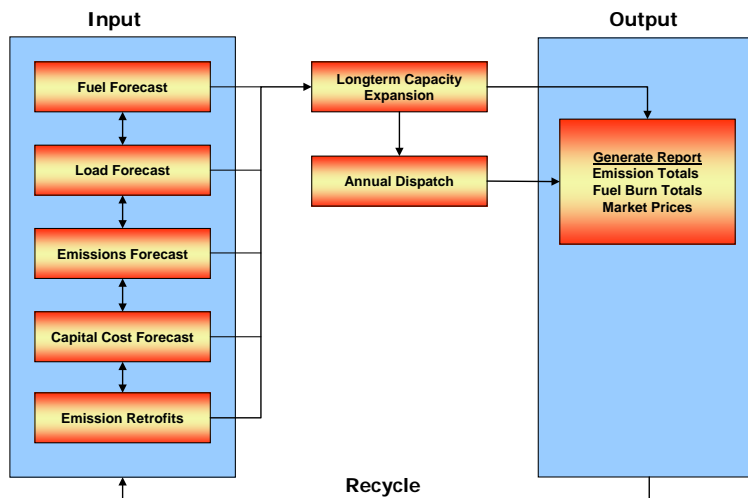 Input
Output
Fuel Forecast
Load Forecast
Emissions Forecast
Capital Cost Forecast
Emission Retrofits
Longterm Capacity
Expansion
Annual Dispatch
Generate Report
Emission Totals
Fuel Burn Totals
Market Prices
Recycle